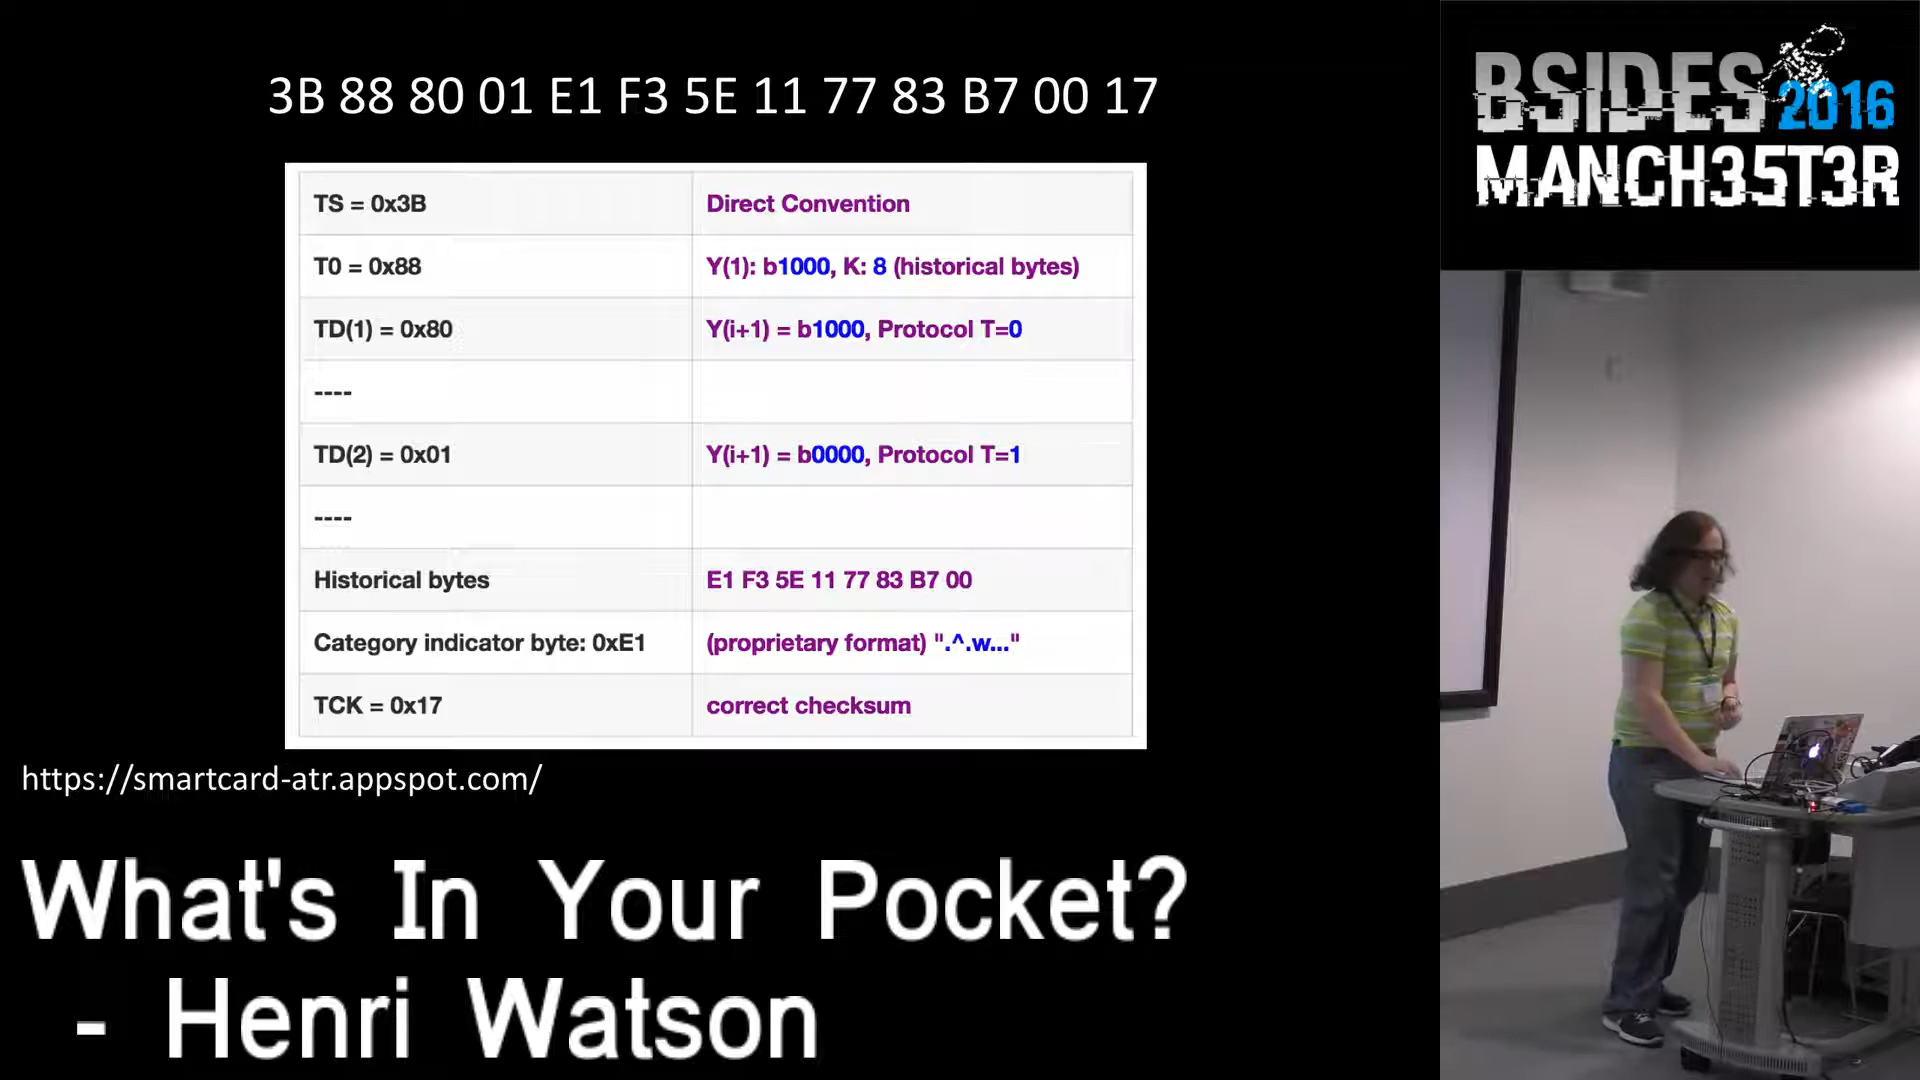 3B 88 80 01 E1 F3 5E 11 77 83 B7 00 17
TS = 0x3B Direct Convention
T0 = 0x88 Y(1): b1000, K: 8 (historical bytes)
TD(1) = 0x80 Y(i+1) = b1000, Protocol T=0
----
TD(2) = 0x01 Y(i+1) = b0000, Protocol T=1
----
Historical bytes E1 F3 5E 11 77 83 B7 00
Category indicator byte: 0xE1 (proprietary format) ".^.w..."
TCK = 0x17 correct checksum
https://smartcard-atr.appspot.com/
What's In Your Pocket?
- Henri Watson
BSIDES 2016
MANCH35T3R